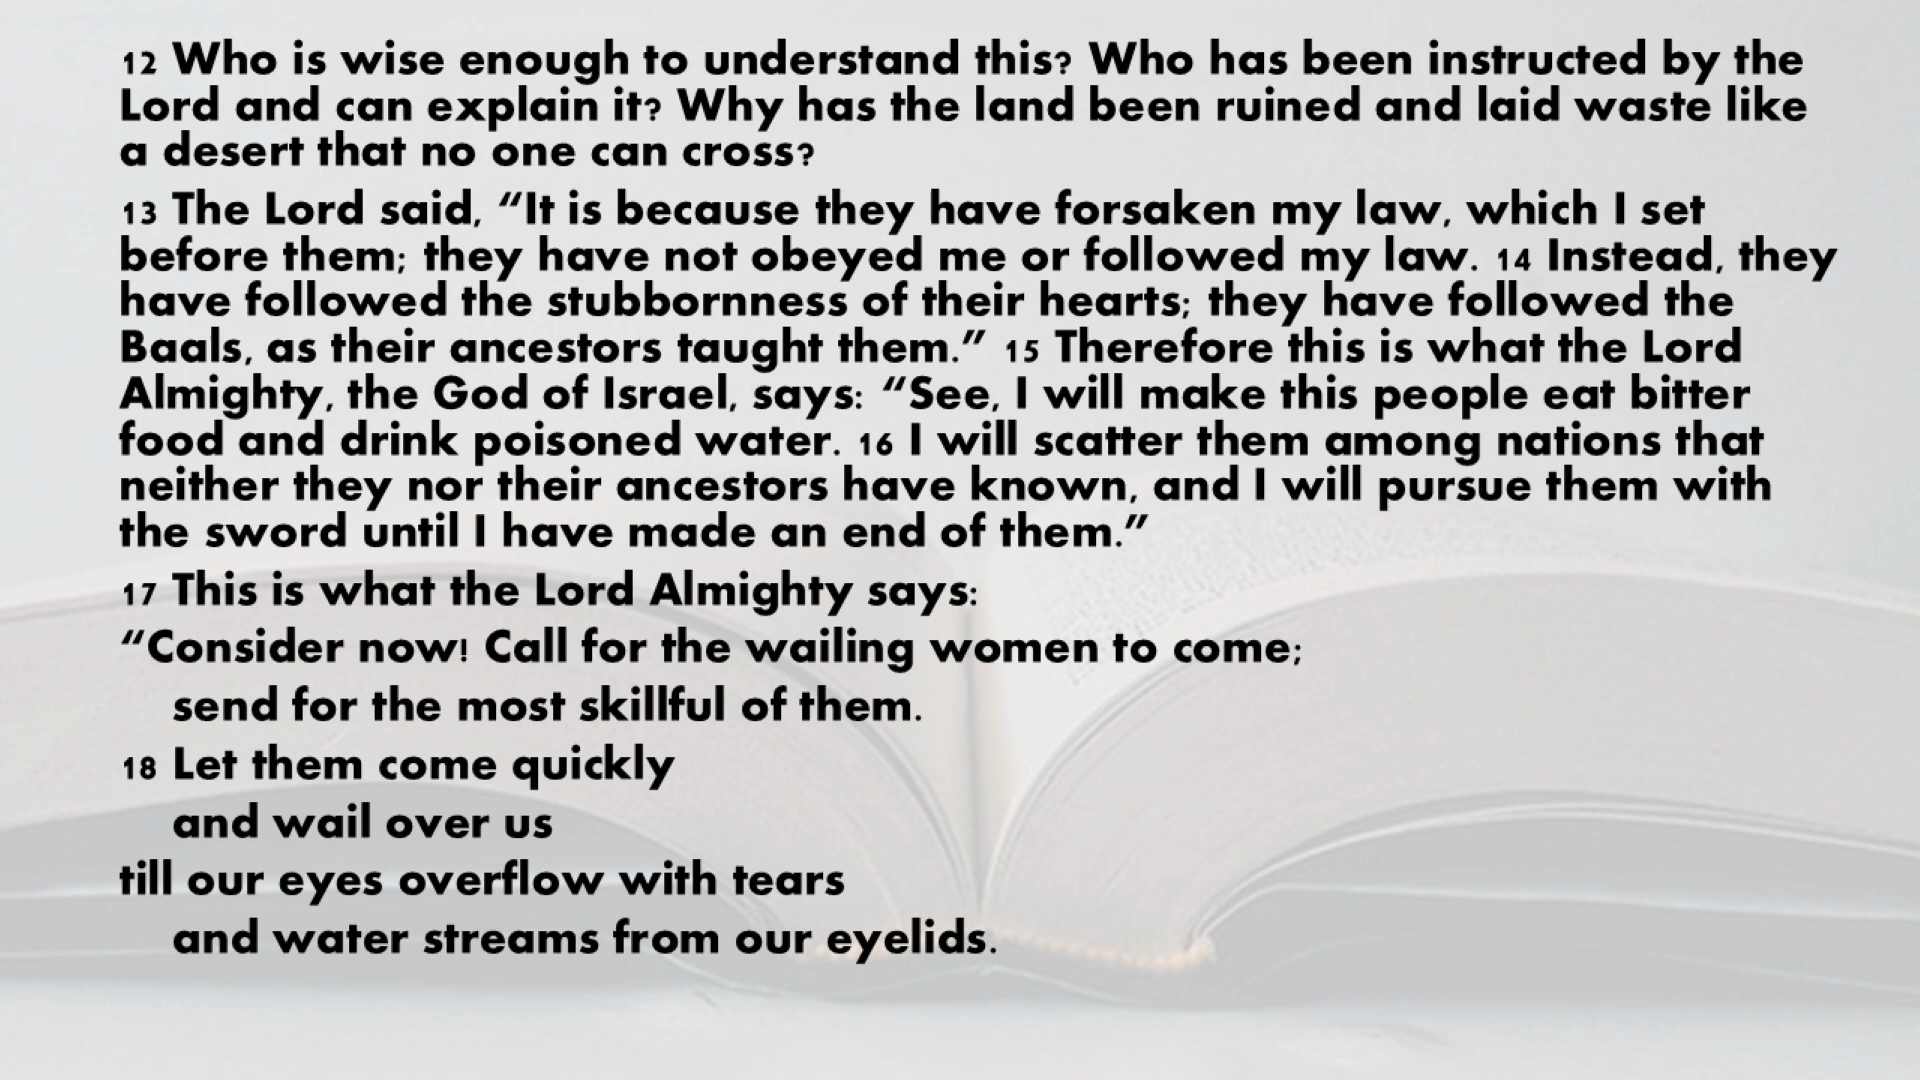 12 Who is wise enough to understand this? Who has been instructed by the
Lord and can explain it? Why has the land been ruined and laid waste like
a desert that no one can cross?
13 The Lord said, “It is because they have forsaken my law, which I set
before them; they have not obeyed me or followed my law. 14 Instead, they
have followed the stubbornness of their hearts; they have followed the
Baals, as their ancestors taught them.” 15 Therefore this is what the Lord
Almighty, the God of Israel, says: “See, I will make this people eat bitter
food and drink poisoned water. 16 I will scatter them among nations that
neither they nor their ancestors have known, and I will pursue them with
the sword until I have made an end of them.”
17 This is what the Lord Almighty says:
“Consider now! Call for the wailing women to come;
send for the most skillful of them.
18 Let them come quickly
and wail over us
till our eyes overflow with tears
and water streams from our eyelids.